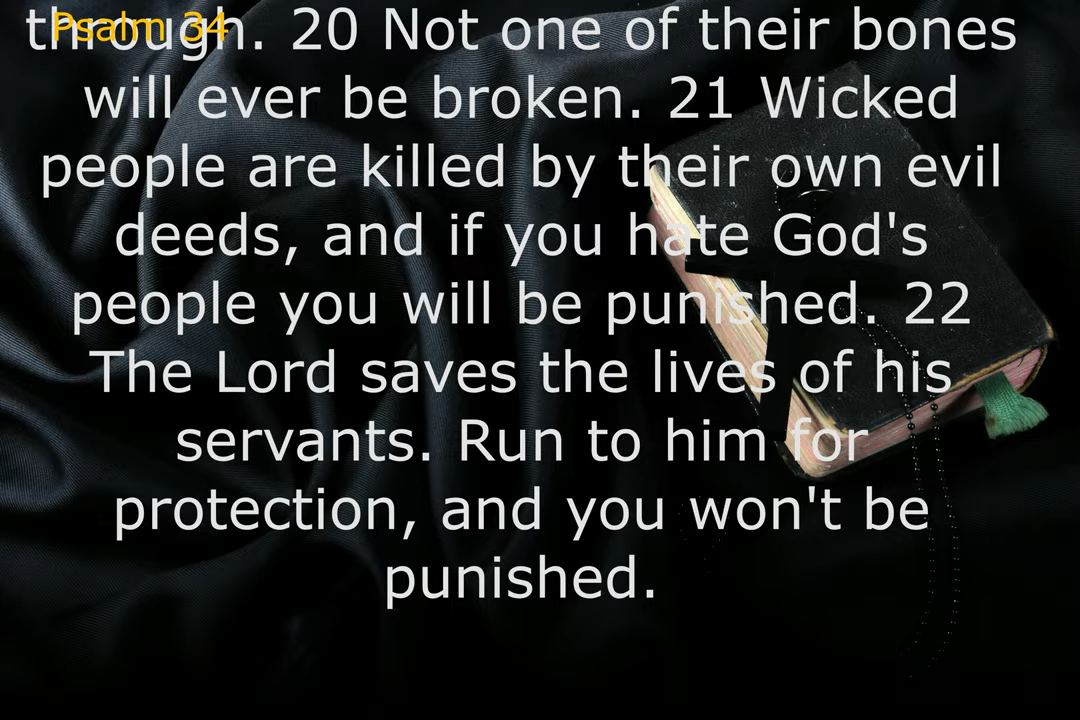 Psalm 34
through. 20 Not one of their bones
will ever be broken. 21 Wicked
people are killed by their own evil
deeds, and if you hate God's
people you will be punished. 22
The Lord saves the lives of his
servants. Run to him for
protection, and you won't be
punished.